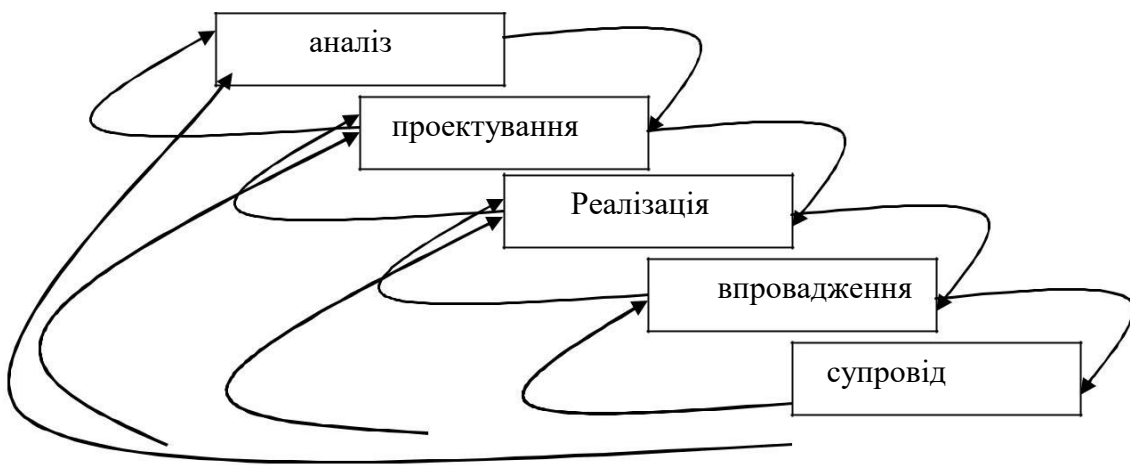 аналіз
проектування
Реалізація
впровадження
супровід